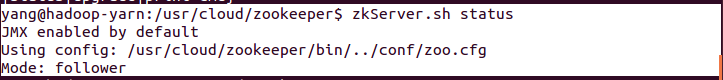 yang@hadoop-yarn:/usr/cloud/zookeeper$ zkServer.sh status
JMX enabled by default
Using config: /usr/cloud/zookeeper/bin/../conf/zoo.cfg
Mode: follower